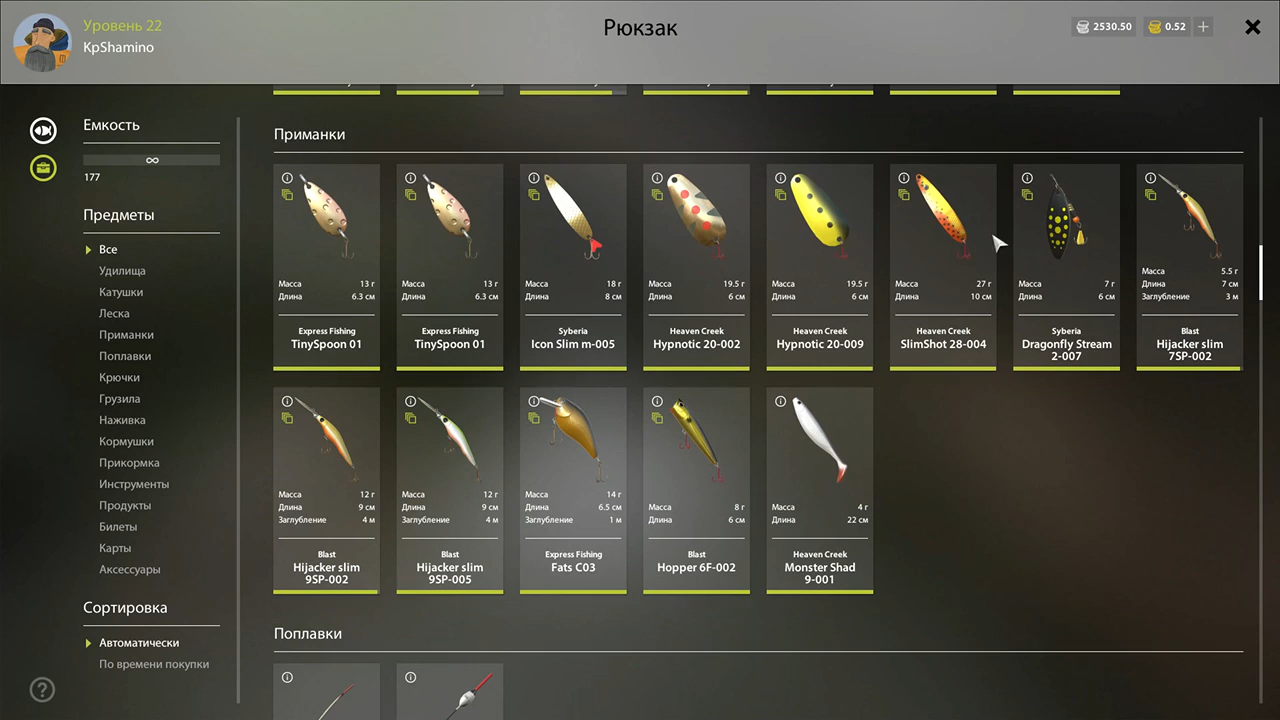 Уровень 22
KpShamino
Рюкзак
2530.50
0.52
Емкость
∞
177
Предметы
Все
Удилища
Катушки
Леска
Приманки
Поплавки
Крючки
Грузила
Наживка
Кормушки
Прикормка
Инструменты
Продукты
Билеты
Карты
Аксессуары
Сортировка
Автоматически
По времени покупки
?
Приманки
Масса 13 г
Длина 6.3 см
Express Fishing
TinySpoon 01
Масса 13 г
Длина 6.3 см
Express Fishing
TinySpoon 01
Масса 18 г
Длина 8 см
Syberia
Icon Slim m-005
Масса 19.5 г
Длина 6 см
Heaven Creek
Hypnotic 20-002
Масса 19.5 г
Длина 6 см
Heaven Creek
Hypnotic 20-009
Масса 27 г
Длина 10 см
Heaven Creek
SlimShot 28-004
Масса 7 г
Длина 6 см
Syberia
Dragonfly Stream
2-007
Масса 5.5 г
Длина 7 см
Заглубление 3 м
Blast
Hijacker slim
7SP-002
Масса 12 г
Длина 9 см
Заглубление 4 м
Blast
Hijacker slim
9SP-002
Масса 12 г
Длина 9 см
Заглубление 4 м
Blast
Hijacker slim
9SP-005
Масса 14 г
Длина 6.5 см
Заглубление 1 м
Express Fishing
Fats C03
Масса 8 г
Длина 6 см
Blast
Hopper 6F-002
Масса 4 г
Длина 22 см
Heaven Creek
Monster Shad
9-001
Поплавки